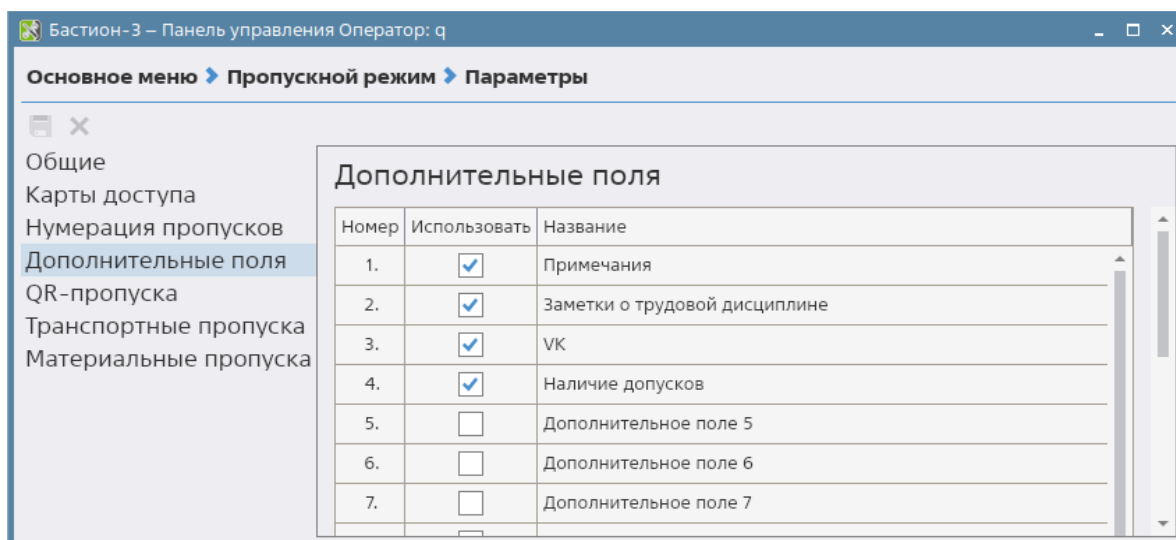 Бастион-3 – Панель управления Оператор: q
Основное меню Пропускной режим Параметры
Общие
Карты доступа
Нумерация пропусков
Дополнительные поля
QR-пропуска
Транспортные пропуска
Материальные пропуска
Дополнительные поля
Номер Использовать Название
1. Примечания
2. Заметки о трудовой дисциплине
3. VK
4. Наличие допусков
5. Дополнительное поле 5
6. Дополнительное поле 6
7. Дополнительное поле 7